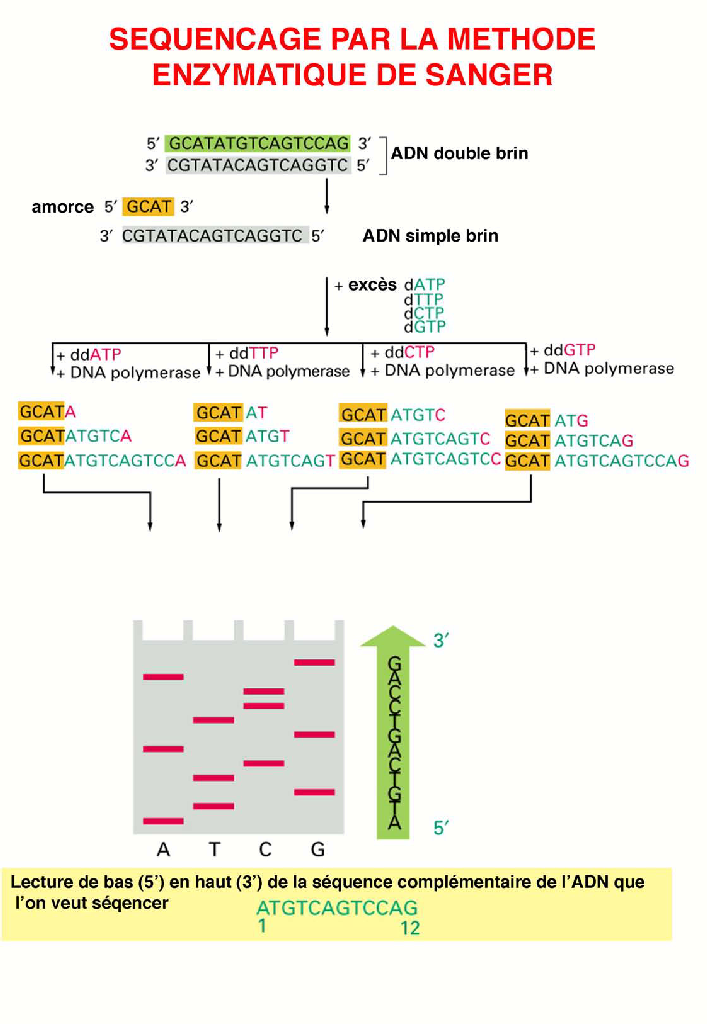 SEQUENCAGE PAR LA METHODE
ENZYMATIQUE DE SANGER
5′ GCATATGTCAGTCCAG 3′
3′ CGTATACAGTCAGGTC 5′
ADN double brin
amorce 5′ GCAT 3′
3′ CGTATACAGTCAGGTC 5′
ADN simple brin
+ excès dATP
dTTP
dCTP
dGTP
+ ddATP
+ DNA polymerase
+ ddTTP
+ DNA polymerase
+ ddCTP
+ DNA polymerase
+ ddGTP
+ DNA polymerase
GCATA
GCATATGTCA
GCATATGTCAGTCCA
GCAT AT
GCAT ATGT
GCAT ATGTCAGT
GCAT ATGTC
GCAT ATGTCAGTC
GCAT ATGTCAGTCC
GCAT ATG
GCAT ATGTCAG
GCAT ATGTCAGTCCAG
3′
G
A
C
C
T
G
A
C
T
G
T
A
5′
A T C G
Lecture de bas (5’) en haut (3’) de la séquence complémentaire de l’ADN que
l’on veut séqencer
ATGTCAGTCCAG
1 12